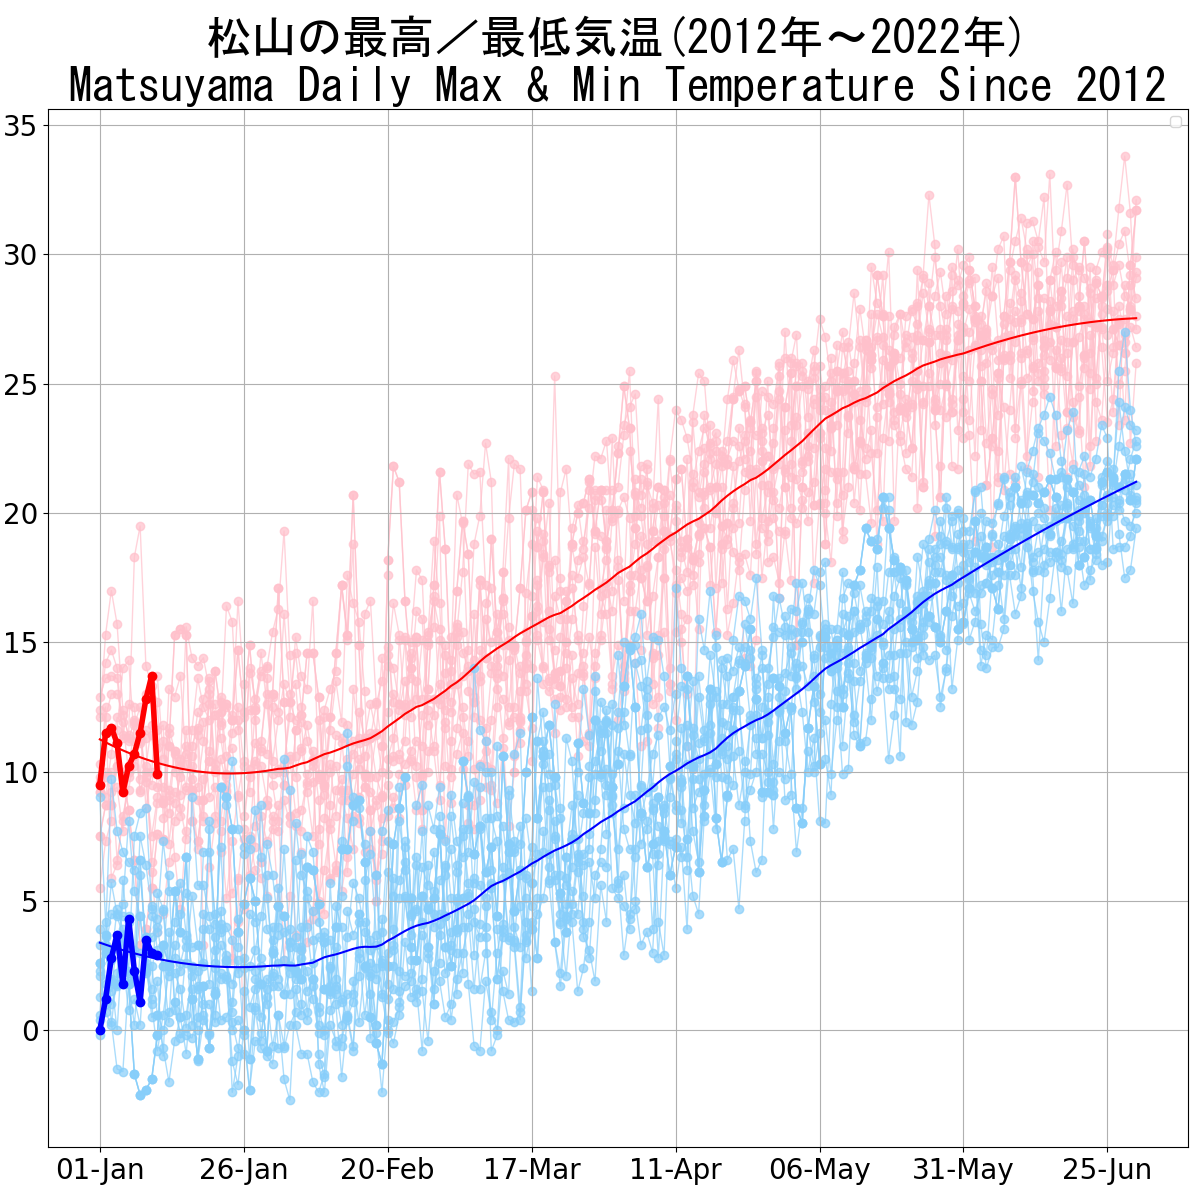 松山の最高／最低気温(2012年～2022年)
Matsuyama Daily Max & Min Temperature Since 2012
35
30
25
20
15
10
5
0
01-Jan 26-Jan 20-Feb 17-Mar 11-Apr 06-May 31-May 25-Jun